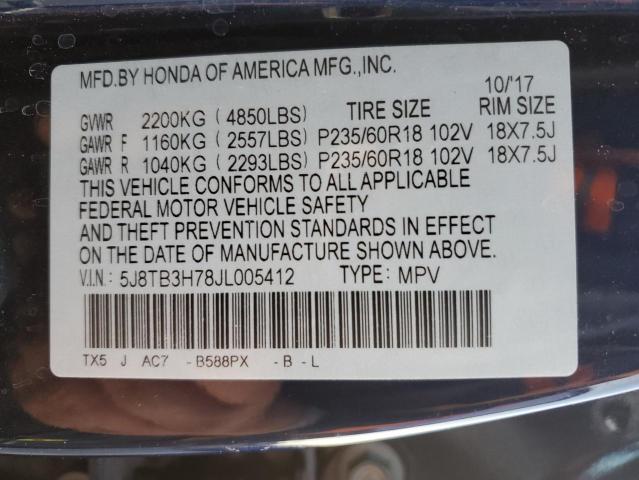 MFD.BY HONDA OF AMERICA MFG.,INC.
10/'17
GVWR 2200KG (4850LBS) TIRE SIZE RIM SIZE
GAWR F 1160KG (2557LBS) P235/60R18 102V 18X7.5J
GAWR R 1040KG (2293LBS) P235/60R18 102V 18X7.5J
THIS VEHICLE CONFORMS TO ALL APPLICABLE
FEDERAL MOTOR VEHICLE SAFETY
AND THEFT PREVENTION STANDARDS IN EFFECT
ON THE DATE OF MANUFACTURE SHOWN ABOVE.
V.I.N.: 5J8TB3H78JL005412 TYPE: MPV
TX5 J AC7 -B588PX -B-L